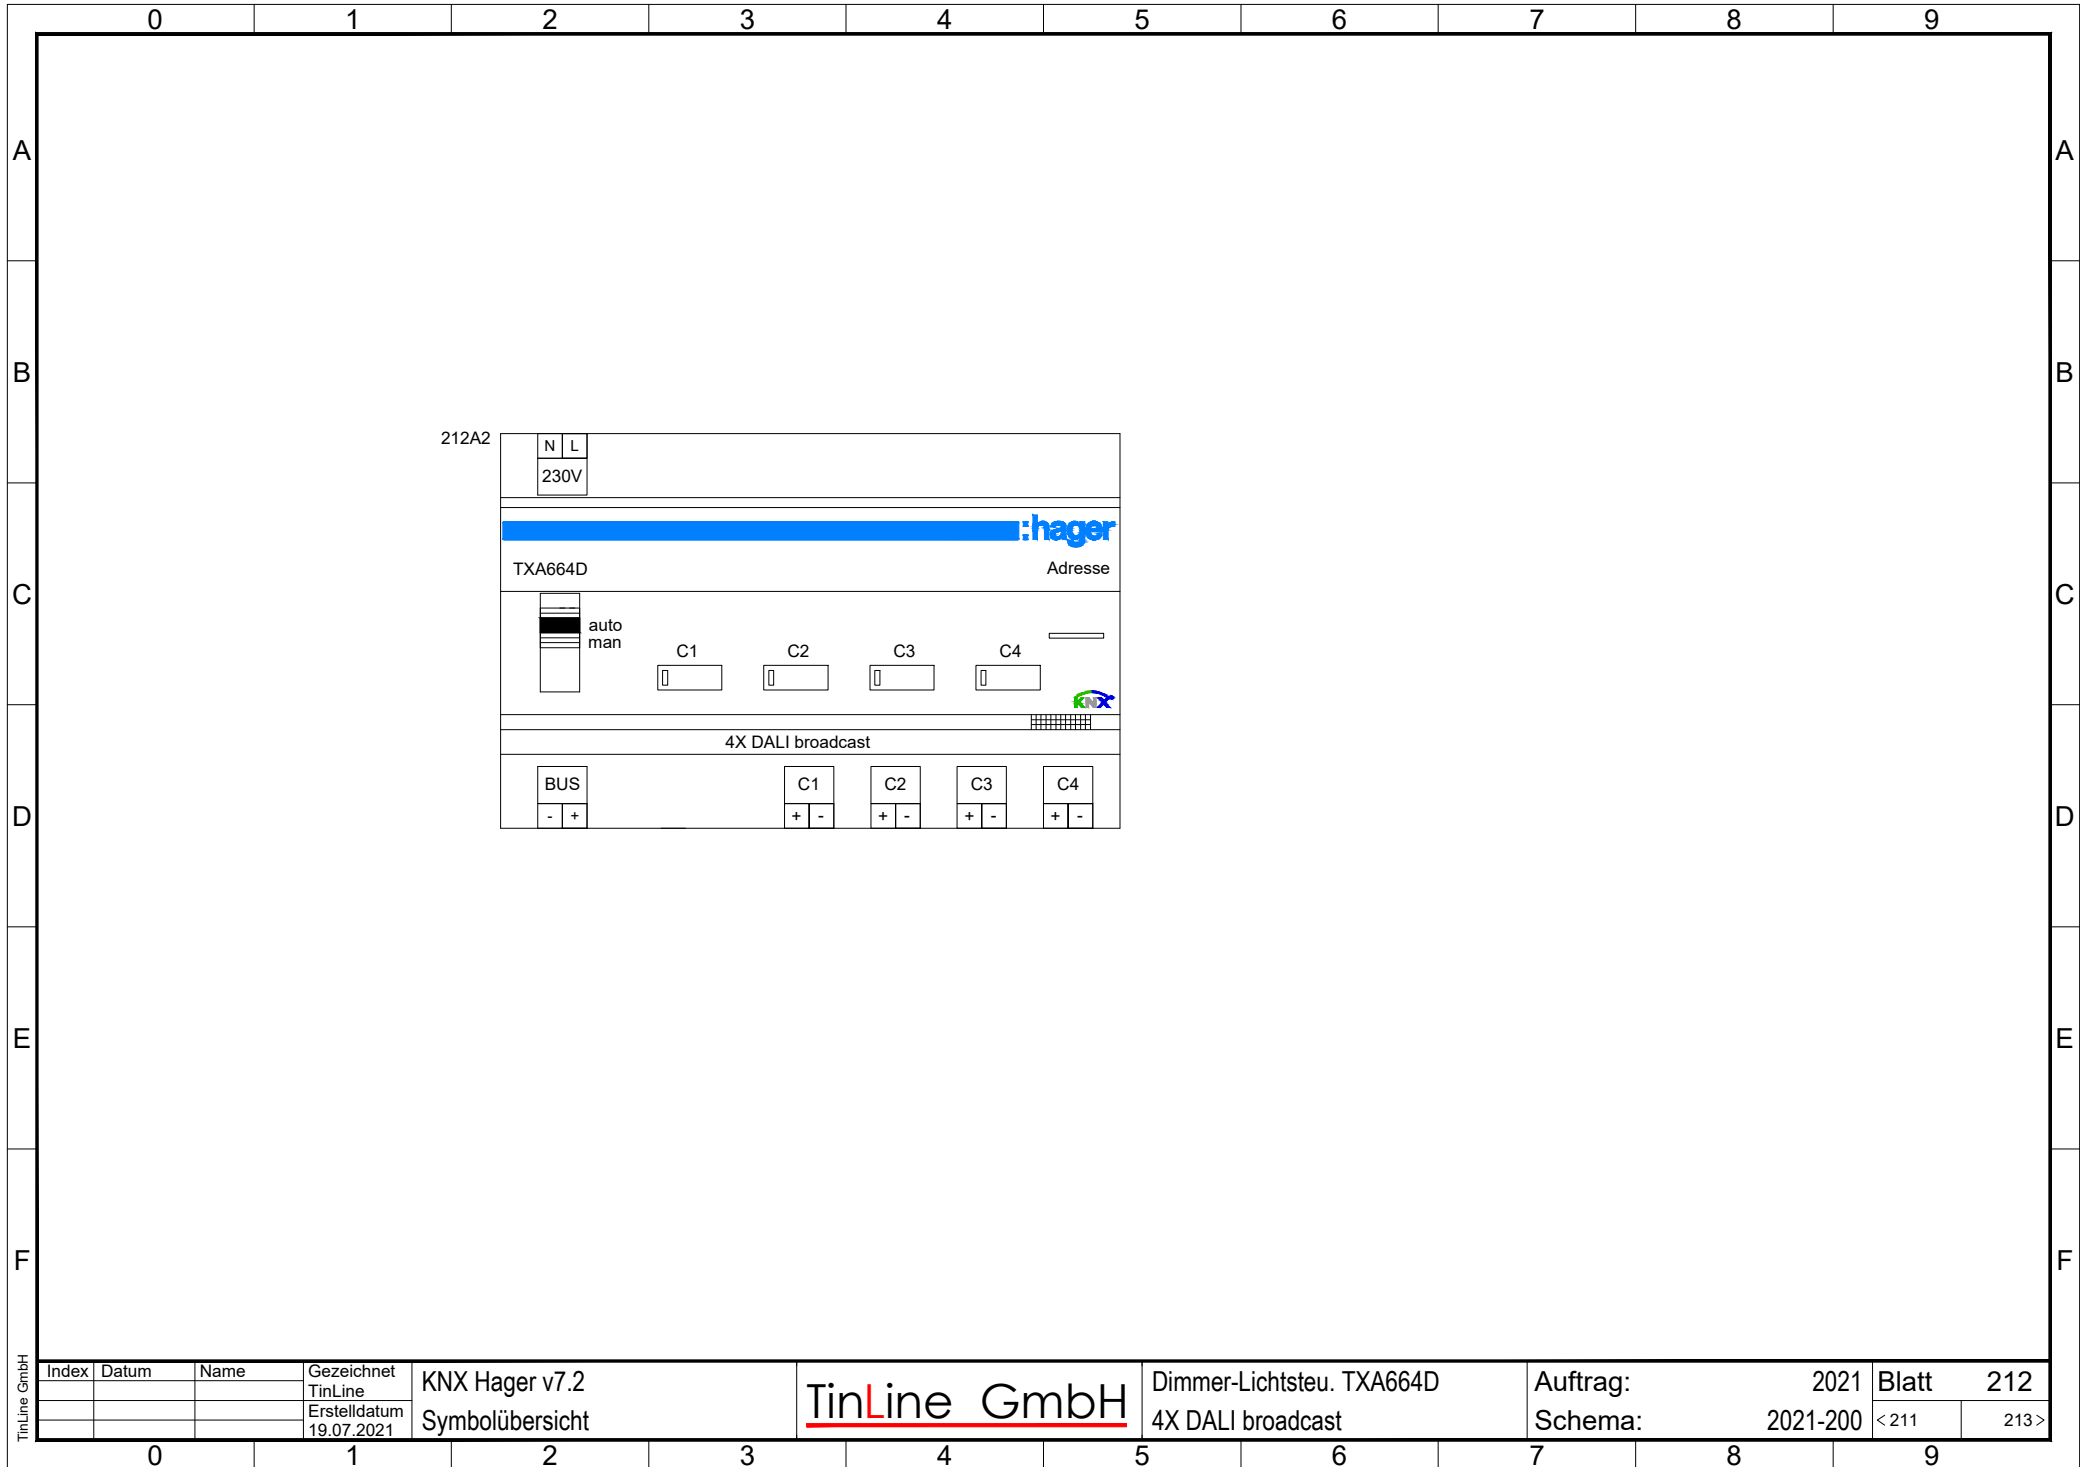 0 1 2 3 4 5 6 7 8 9
A A
B B
212A2
N L
230V
:hager
TXA664D Adresse
C C
auto
man
C1 C2 C3 C4
KNX
4X DALI broadcast
BUS C1 C2 C3 C4
- + + - + - + - + -
D D
E E
F F
TinLine GmbH
Index Datum Name Gezeichnet
TinLine
Erstelldatum
19.07.2021
KNX Hager v7.2
Symbolübersicht
TinLine GmbH
Dimmer-Lichtsteu. TXA664D
4X DALI broadcast
Auftrag: 2021
Schema: 2021-200
Blatt 212
< 211 213 >
0 1 2 3 4 5 6 7 8 9